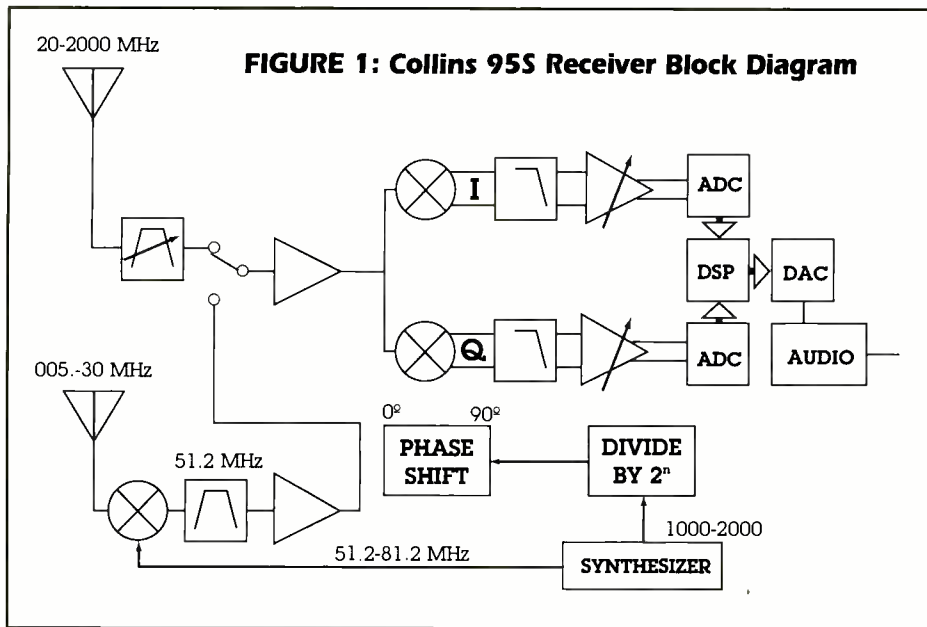 20-2000 MHz
FIGURE 1: Collins 95S Receiver Block Diagram
I
ADC
DSP
DAC
Q
ADC
AUDIO
005.-30 MHz
0º
90º
51.2 MHz
PHASE
SHIFT
DIVIDE
BY 2ⁿ
1000-2000
51.2-81.2 MHz
SYNTHESIZER